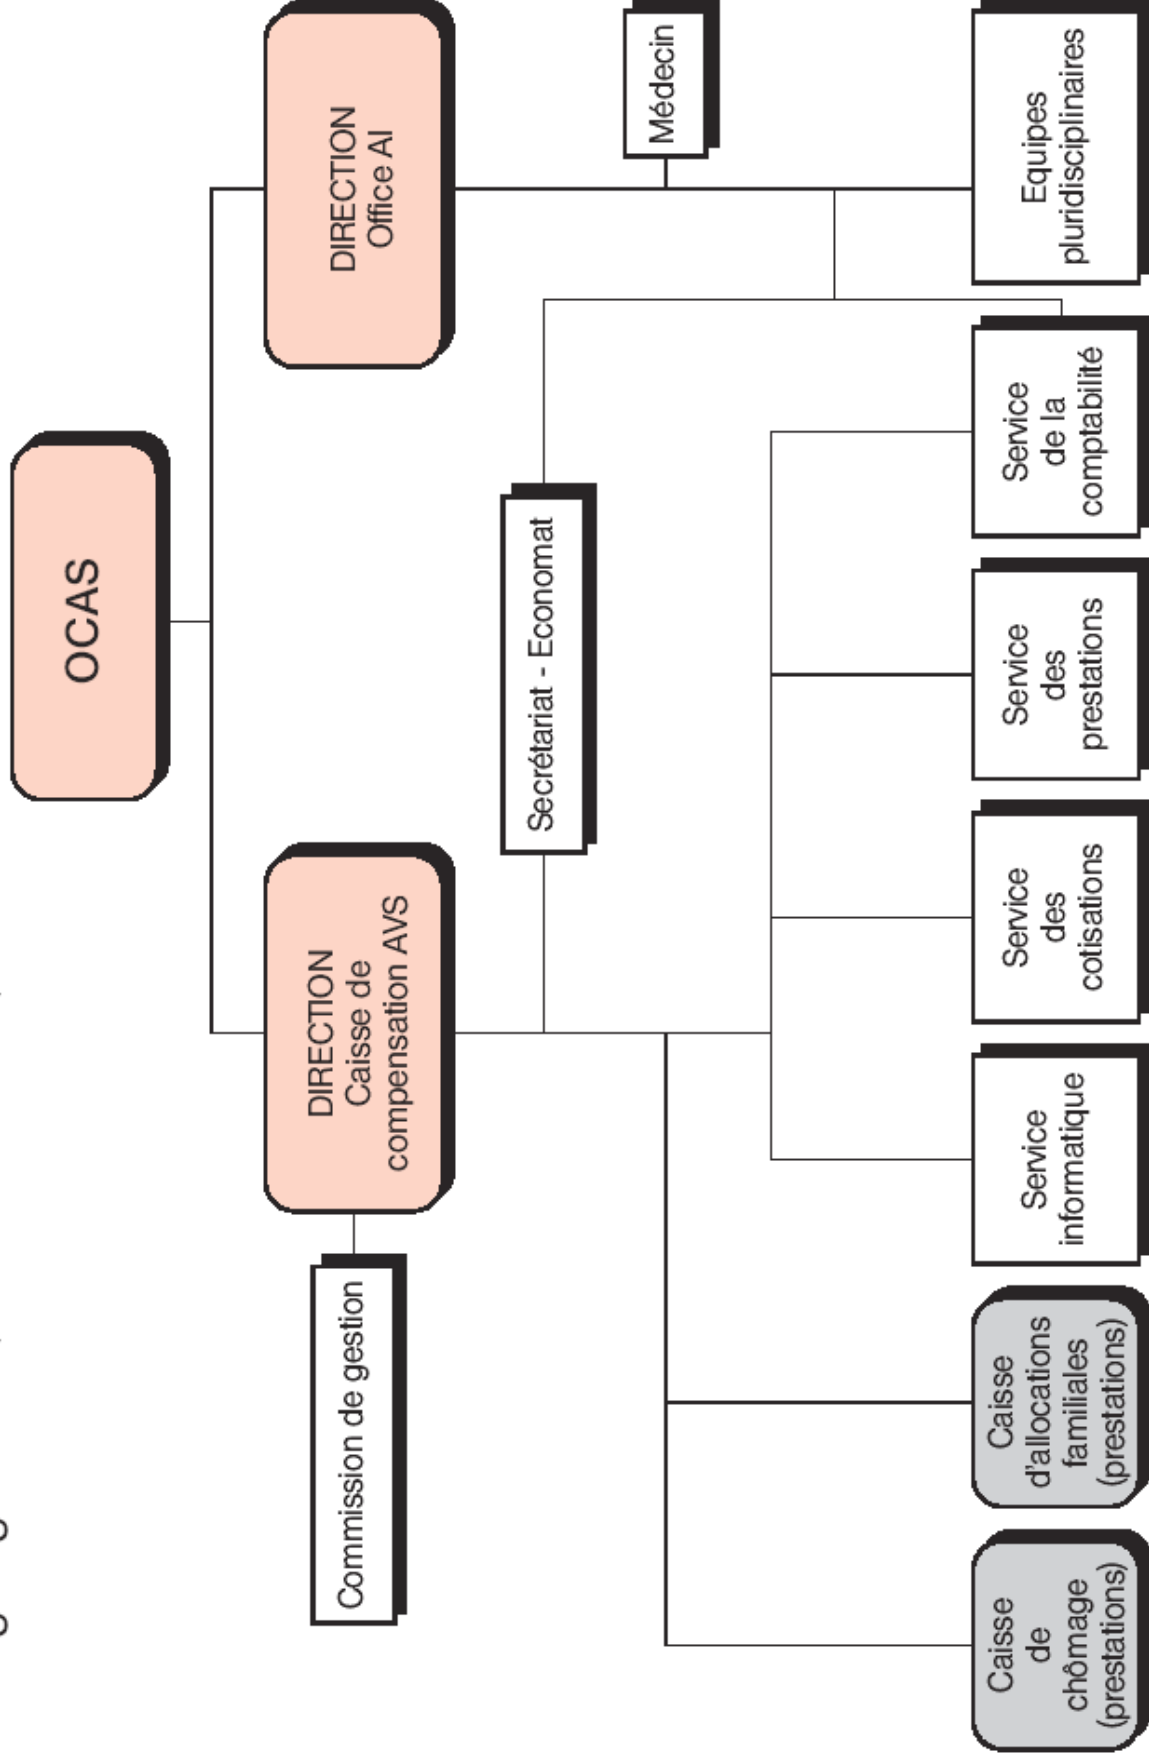 OCAS
DIRECTION
Caisse de
compensation AVS
DIRECTION
Office AI
Commission de gestion
Secrétariat - Economat
Médecin
Caisse
de
chômage
(prestations)
Caisse
d'allocations
familiales
(prestations)
Service
informatique
Service
des
cotisations
Service
des
prestations
Service
de la
comptabilité
Equipes
pluridisciplinaires